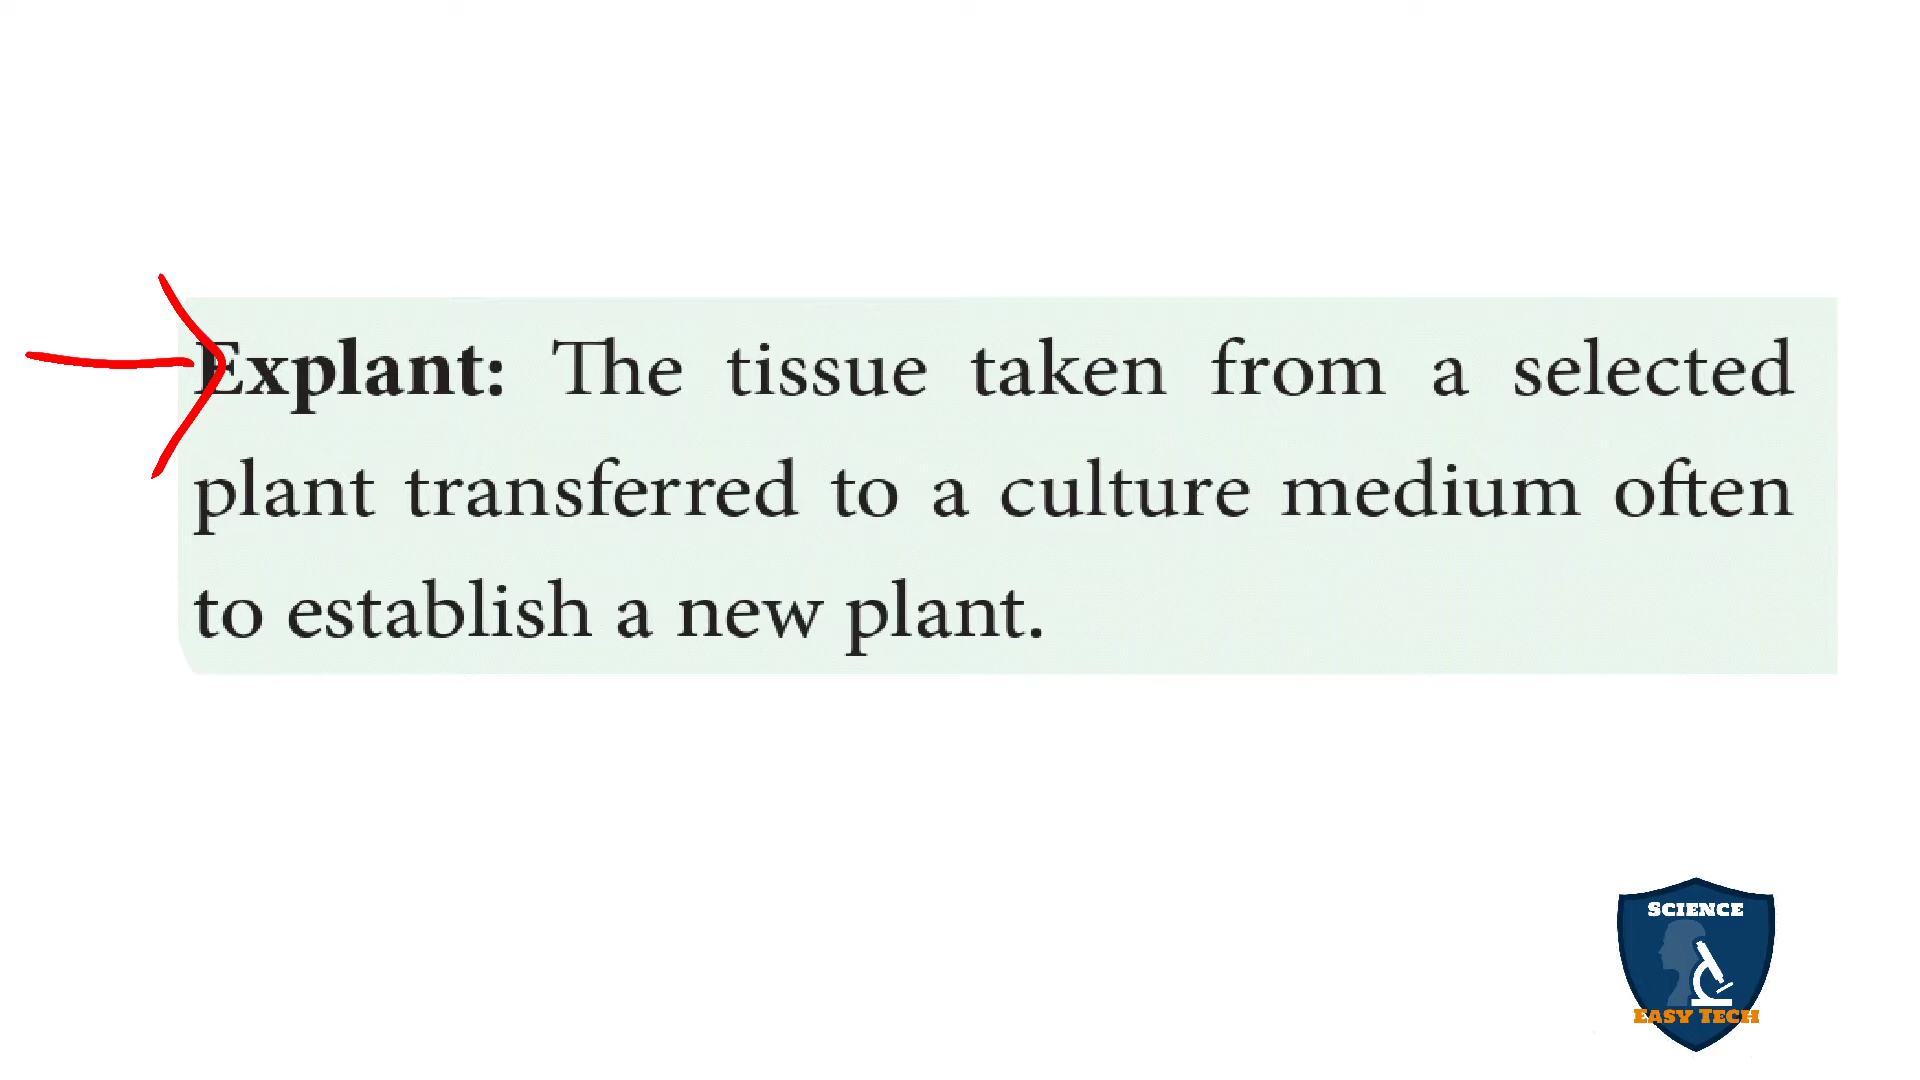 Explant: The tissue taken from a selected
plant transferred to a culture medium often
to establish a new plant.
SCIENCE
EASY TECH